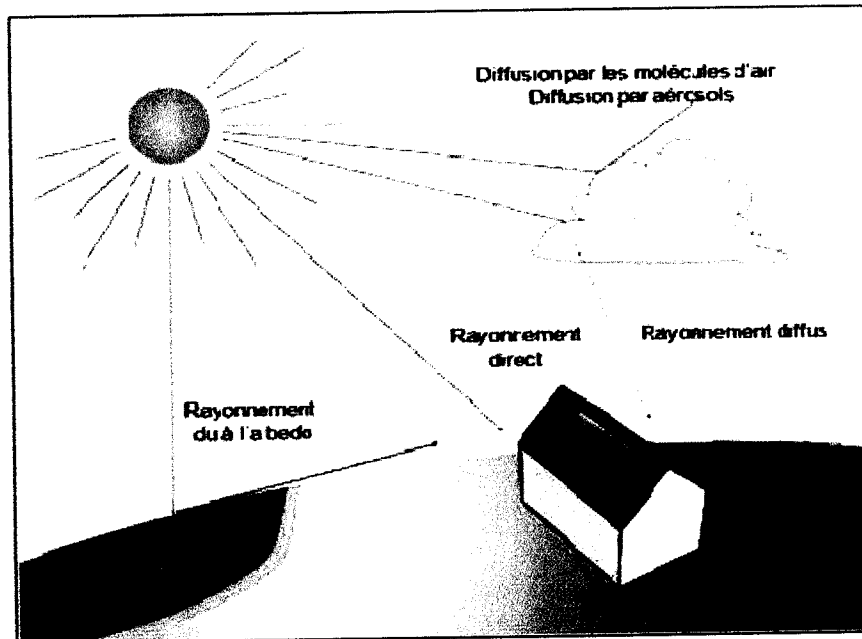 Diffusion par les molécules d'air
Diffusion par aérosols
Rayonnement
direct
Rayonnement diffus
Rayonnement
du à l'albedo